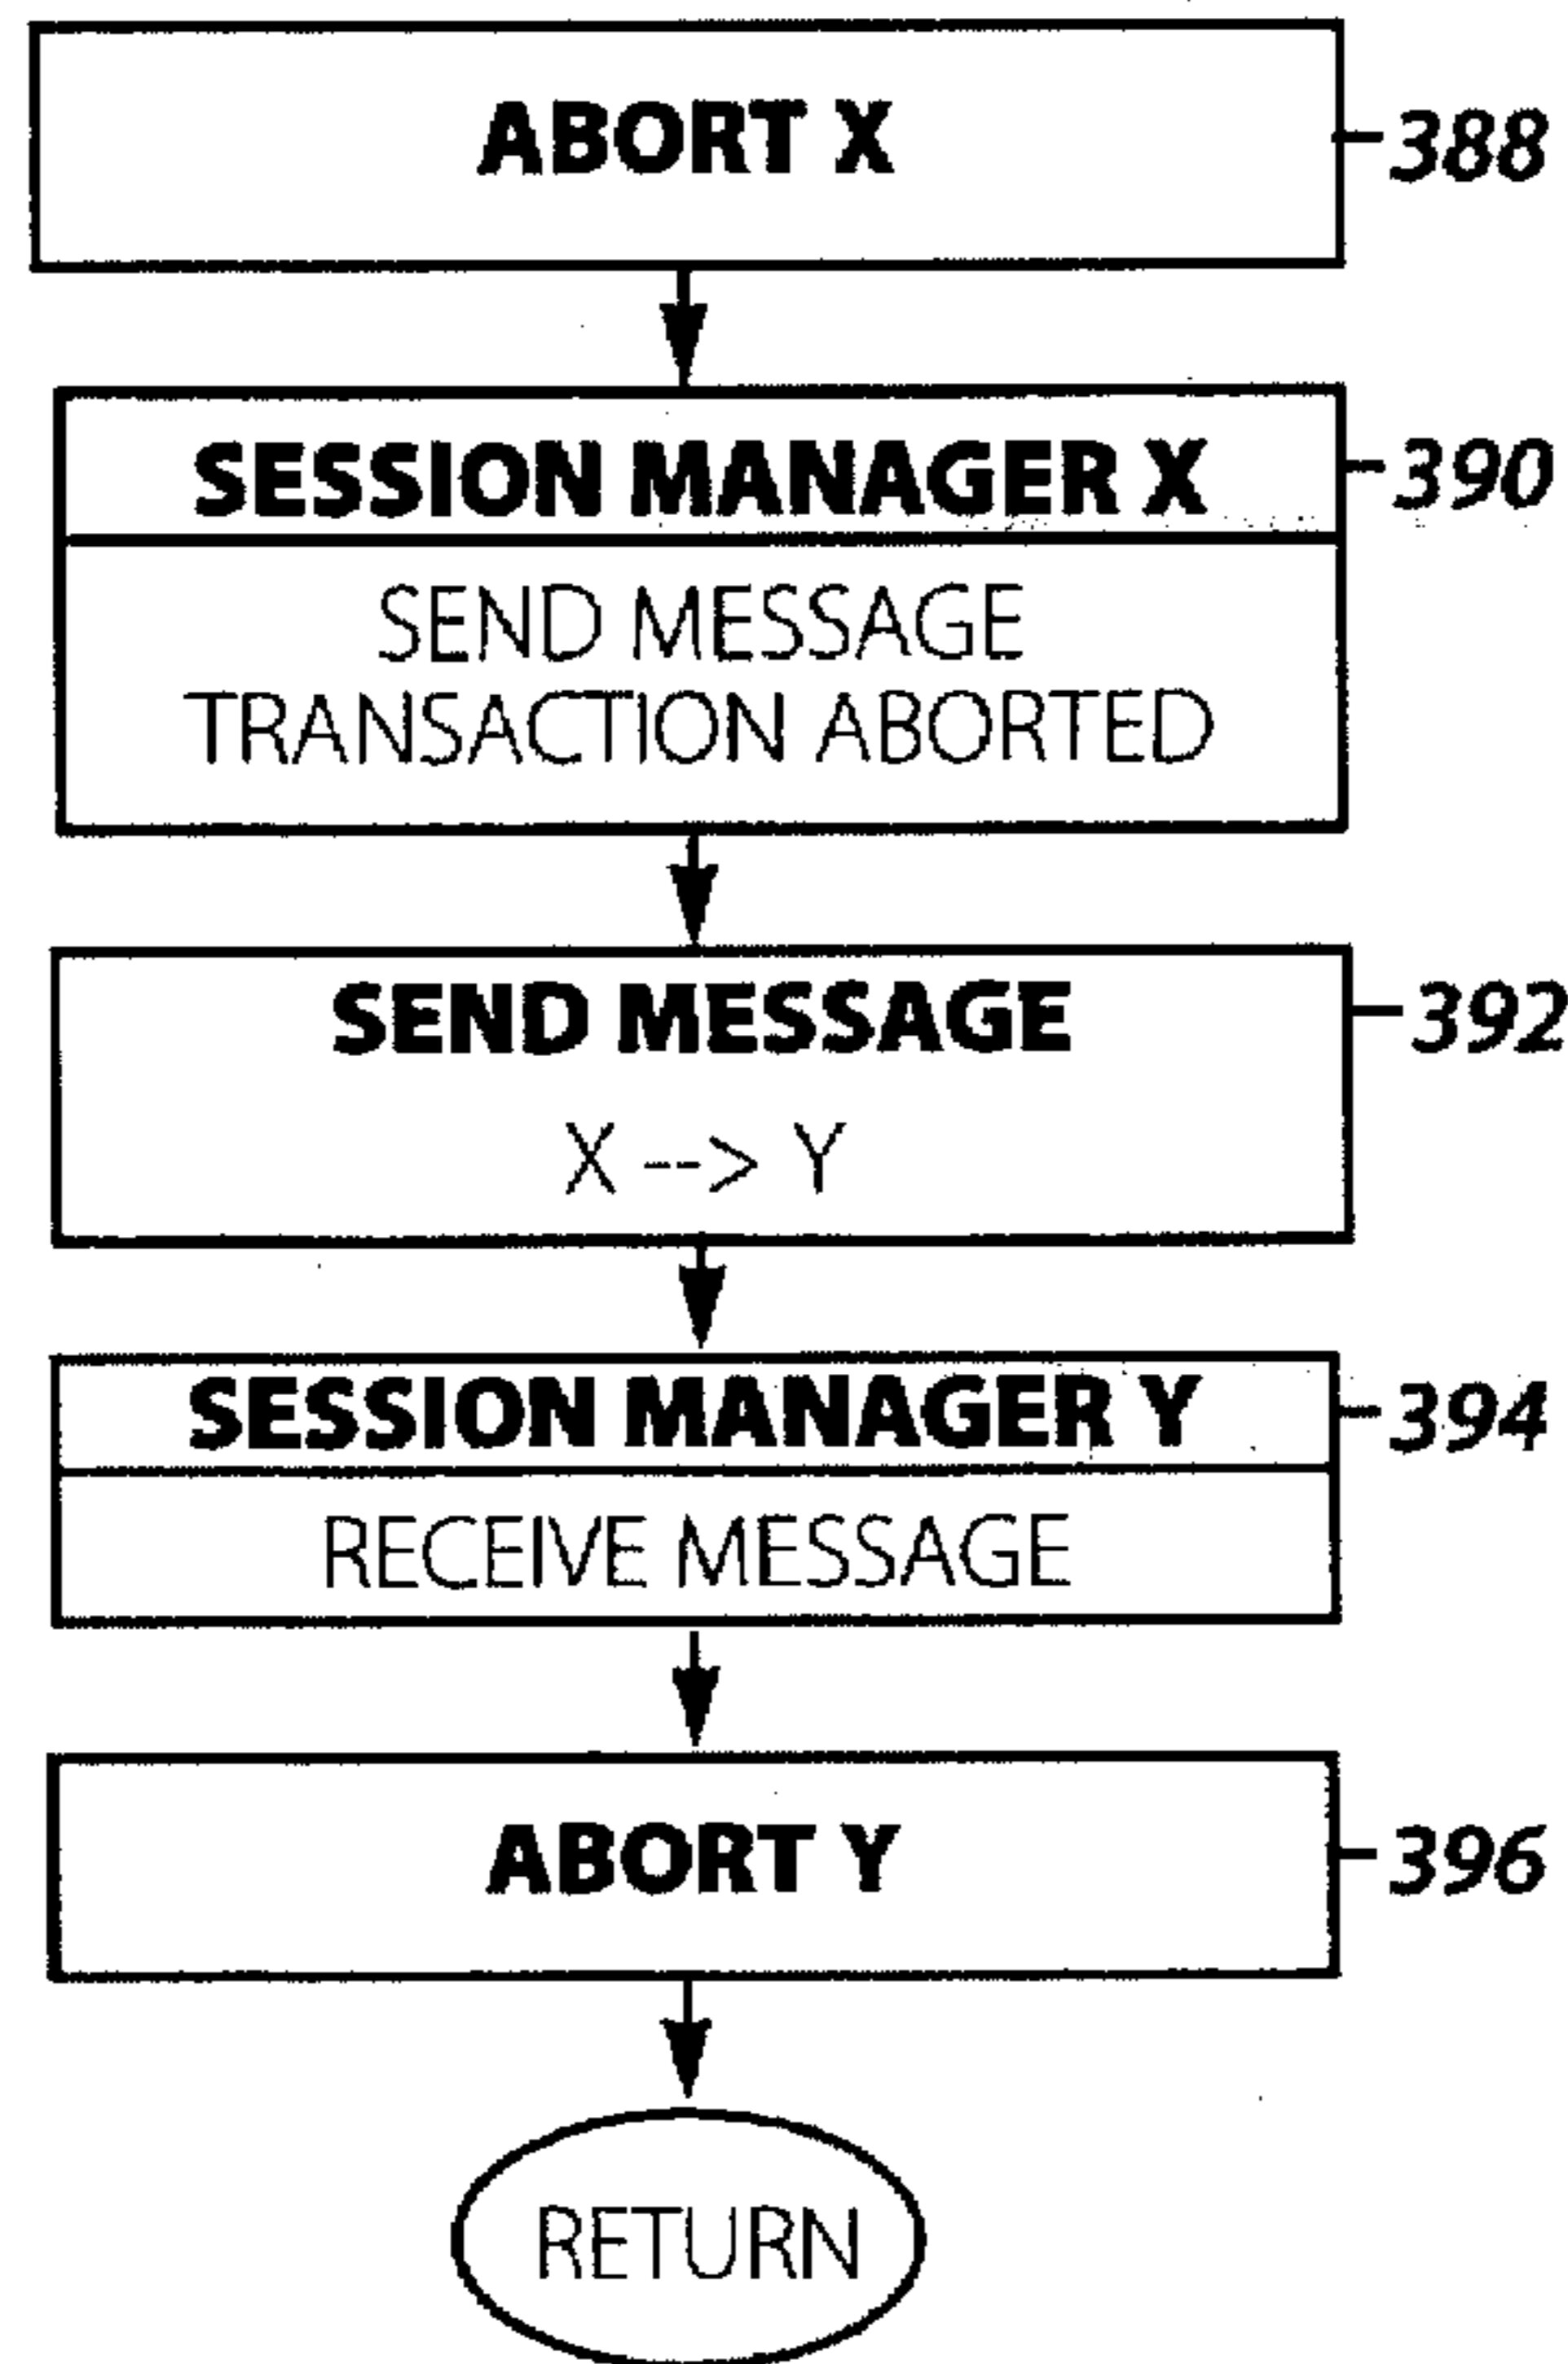 ABORT X
388
SESSION MANAGER X
390
SEND MESSAGE
TRANSACTION ABORTED
SEND MESSAGE
392
X --> Y
SESSION MANAGER Y
394
RECEIVE MESSAGE
ABORT Y
396
RETURN